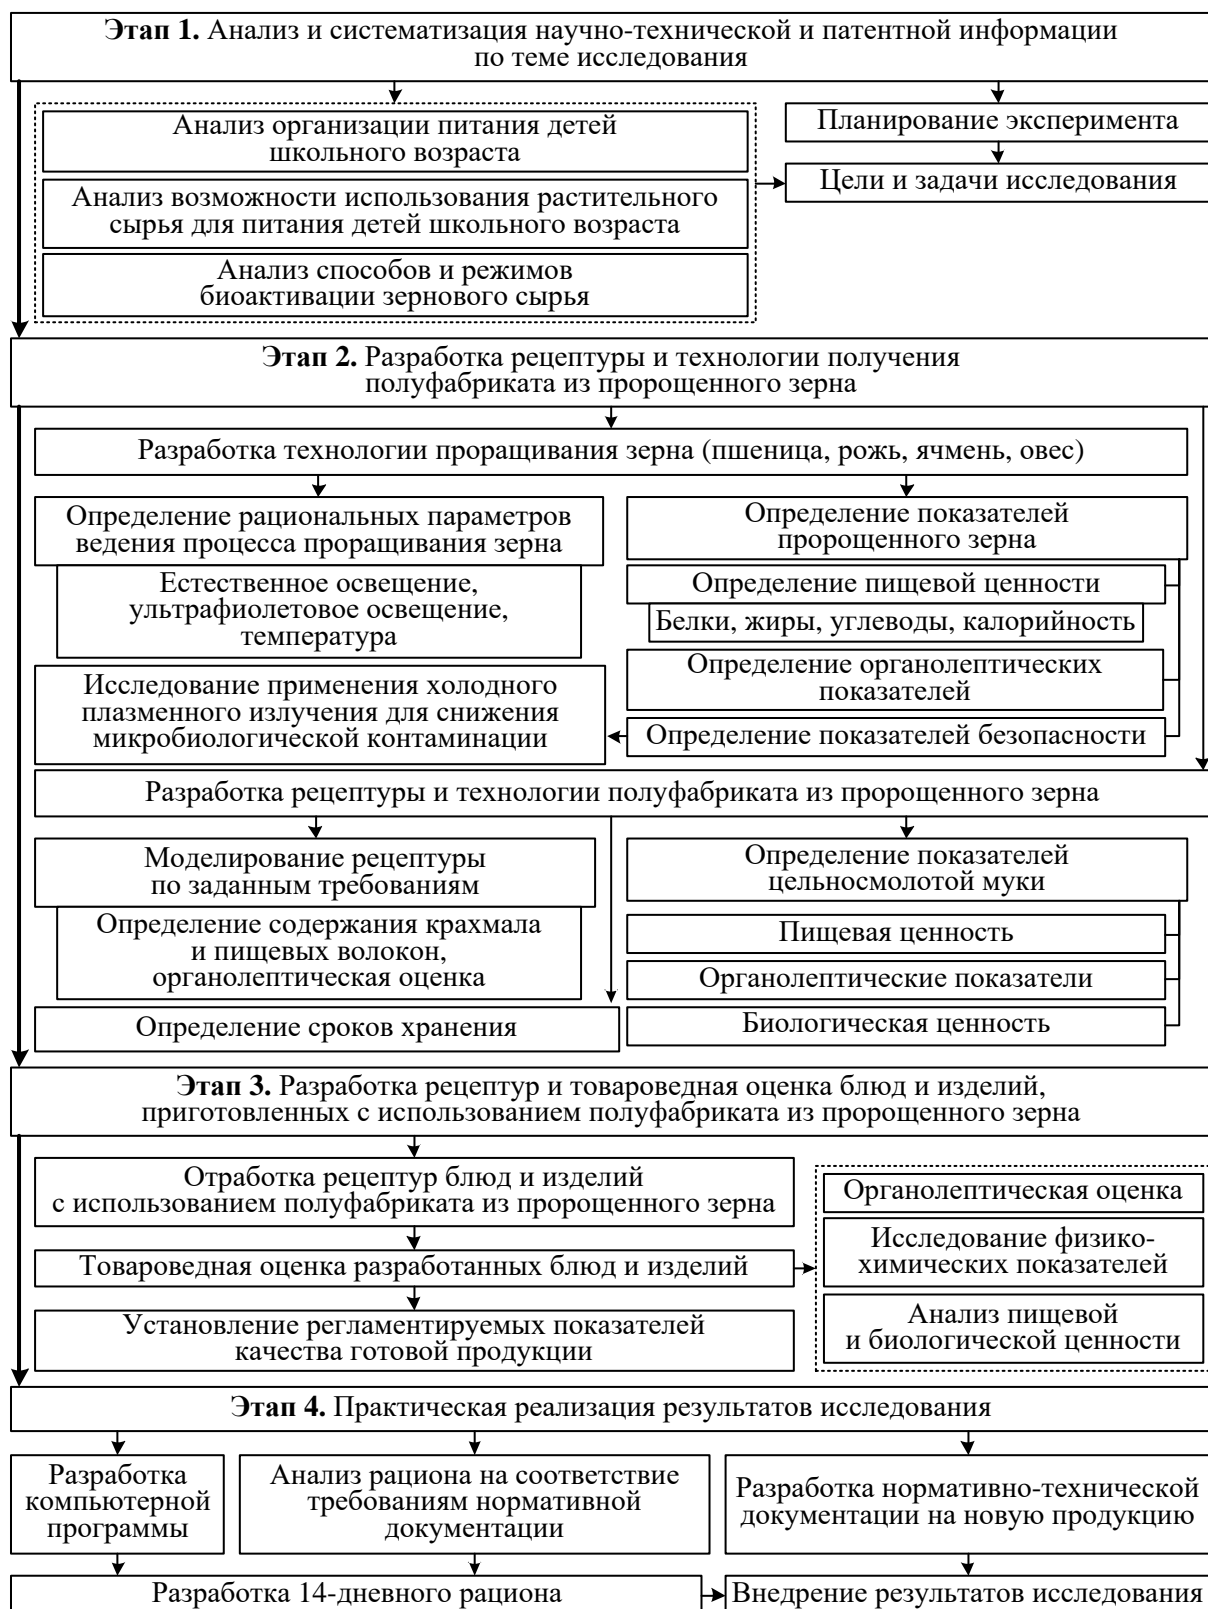 Этап 1. Анализ и систематизация научно-технической и патентной информации
по теме исследования
Анализ организации питания детей
школьного возраста
Анализ возможности использования растительного
сырья для питания детей школьного возраста
Анализ способов и режимов
биоактивации зернового сырья
Планирование эксперимента
Цели и задачи исследования
Этап 2. Разработка рецептуры и технологии получения
полуфабриката из пророщенного зерна
Разработка технологии проращивания зерна (пшеница, рожь, ячмень, овес)
Определение рациональных параметров
ведения процесса проращивания зерна
Естественное освещение,
ультрафиолетовое освещение,
температура
Исследование применения холодного
плазменного излучения для снижения
микробиологической контаминации
Определение показателей
пророщенного зерна
Определение пищевой ценности
Белки, жиры, углеводы, калорийность
Определение органолептических
показателей
Определение показателей безопасности
Разработка рецептуры и технологии полуфабриката из пророщенного зерна
Моделирование рецептуры
по заданным требованиям
Определение содержания крахмала
и пищевых волокон,
органолептическая оценка
Определение сроков хранения
Определение показателей
цельносмолотой муки
Пищевая ценность
Органолептические показатели
Биологическая ценность
Этап 3. Разработка рецептур и товароведная оценка блюд и изделий,
приготовленных с использованием полуфабриката из пророщенного зерна
Отработка рецептур блюд и изделий
с использованием полуфабриката из пророщенного зерна
Товароведная оценка разработанных блюд и изделий
Установление регламентируемых показателей
качества готовой продукции
Органолептическая оценка
Исследование физико-
химических показателей
Анализ пищевой
и биологической ценности
Этап 4. Практическая реализация результатов исследования
Разработка
компьютерной
программы
Анализ рациона на соответствие
требованиям нормативной
документации
Разработка нормативно-технической
документации на новую продукцию
Разработка 14-дневного рациона
Внедрение результатов исследования